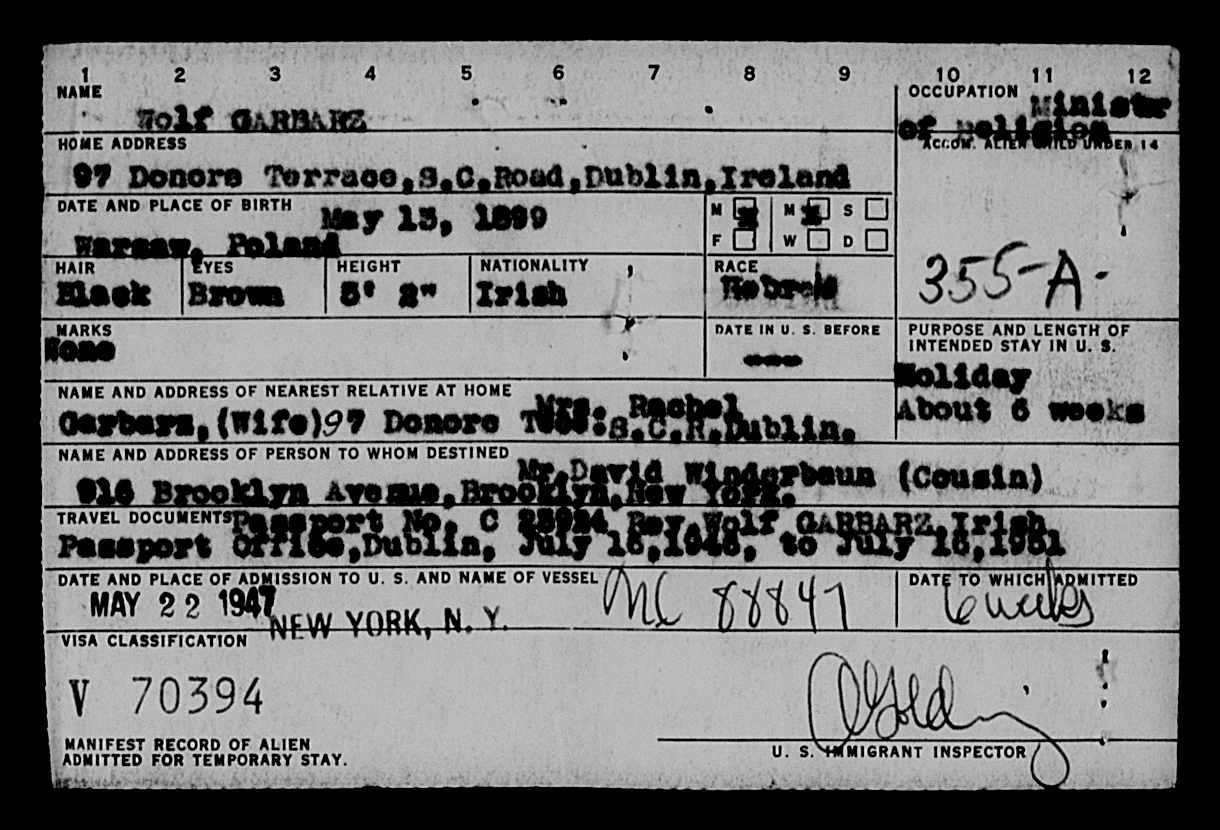 1 2 3 4 5 6 7 8 9 10 11 12
NAME
Wolf GARBARZ
OCCUPATION Minister
of Religion
HOME ADDRESS
97 Donore Terrace,S.C.Road,Dublin,Ireland
ACCOM. ALIEN CHILD UNDER 14
DATE AND PLACE OF BIRTH May 15, 1899
Warsaw, Poland
M x M x S
F W D
355-A-
HAIR EYES HEIGHT NATIONALITY RACE
Black Brown 5' 2" Irish Hebrew
MARKS
None
DATE IN U. S. BEFORE
---
PURPOSE AND LENGTH OF
INTENDED STAY IN U. S.
Holiday
About 6 weeks
NAME AND ADDRESS OF NEAREST RELATIVE AT HOME
Mrs. Rachel
Garbarz,(Wife)97 Donore S.C.R.Dublin.
NAME AND ADDRESS OF PERSON TO WHOM DESTINED
Mr.David Winderbaum (Cousin)
916 Brooklyn Avenue,Brooklyn,New York.
TRAVEL DOCUMENTS Passport No. C Rev.Wolf GARBARZ,Irish
Passport Office,Dublin, July 16,1946, to July 16,1951
DATE AND PLACE OF ADMISSION TO U. S. AND NAME OF VESSEL
MAY 22 1947
NEW YORK, N. Y.
88847
DATE TO WHICH ADMITTED
6 weeks
VISA CLASSIFICATION
V 70394
MANIFEST RECORD OF ALIEN
ADMITTED FOR TEMPORARY STAY.
U. S. IMMIGRANT INSPECTOR